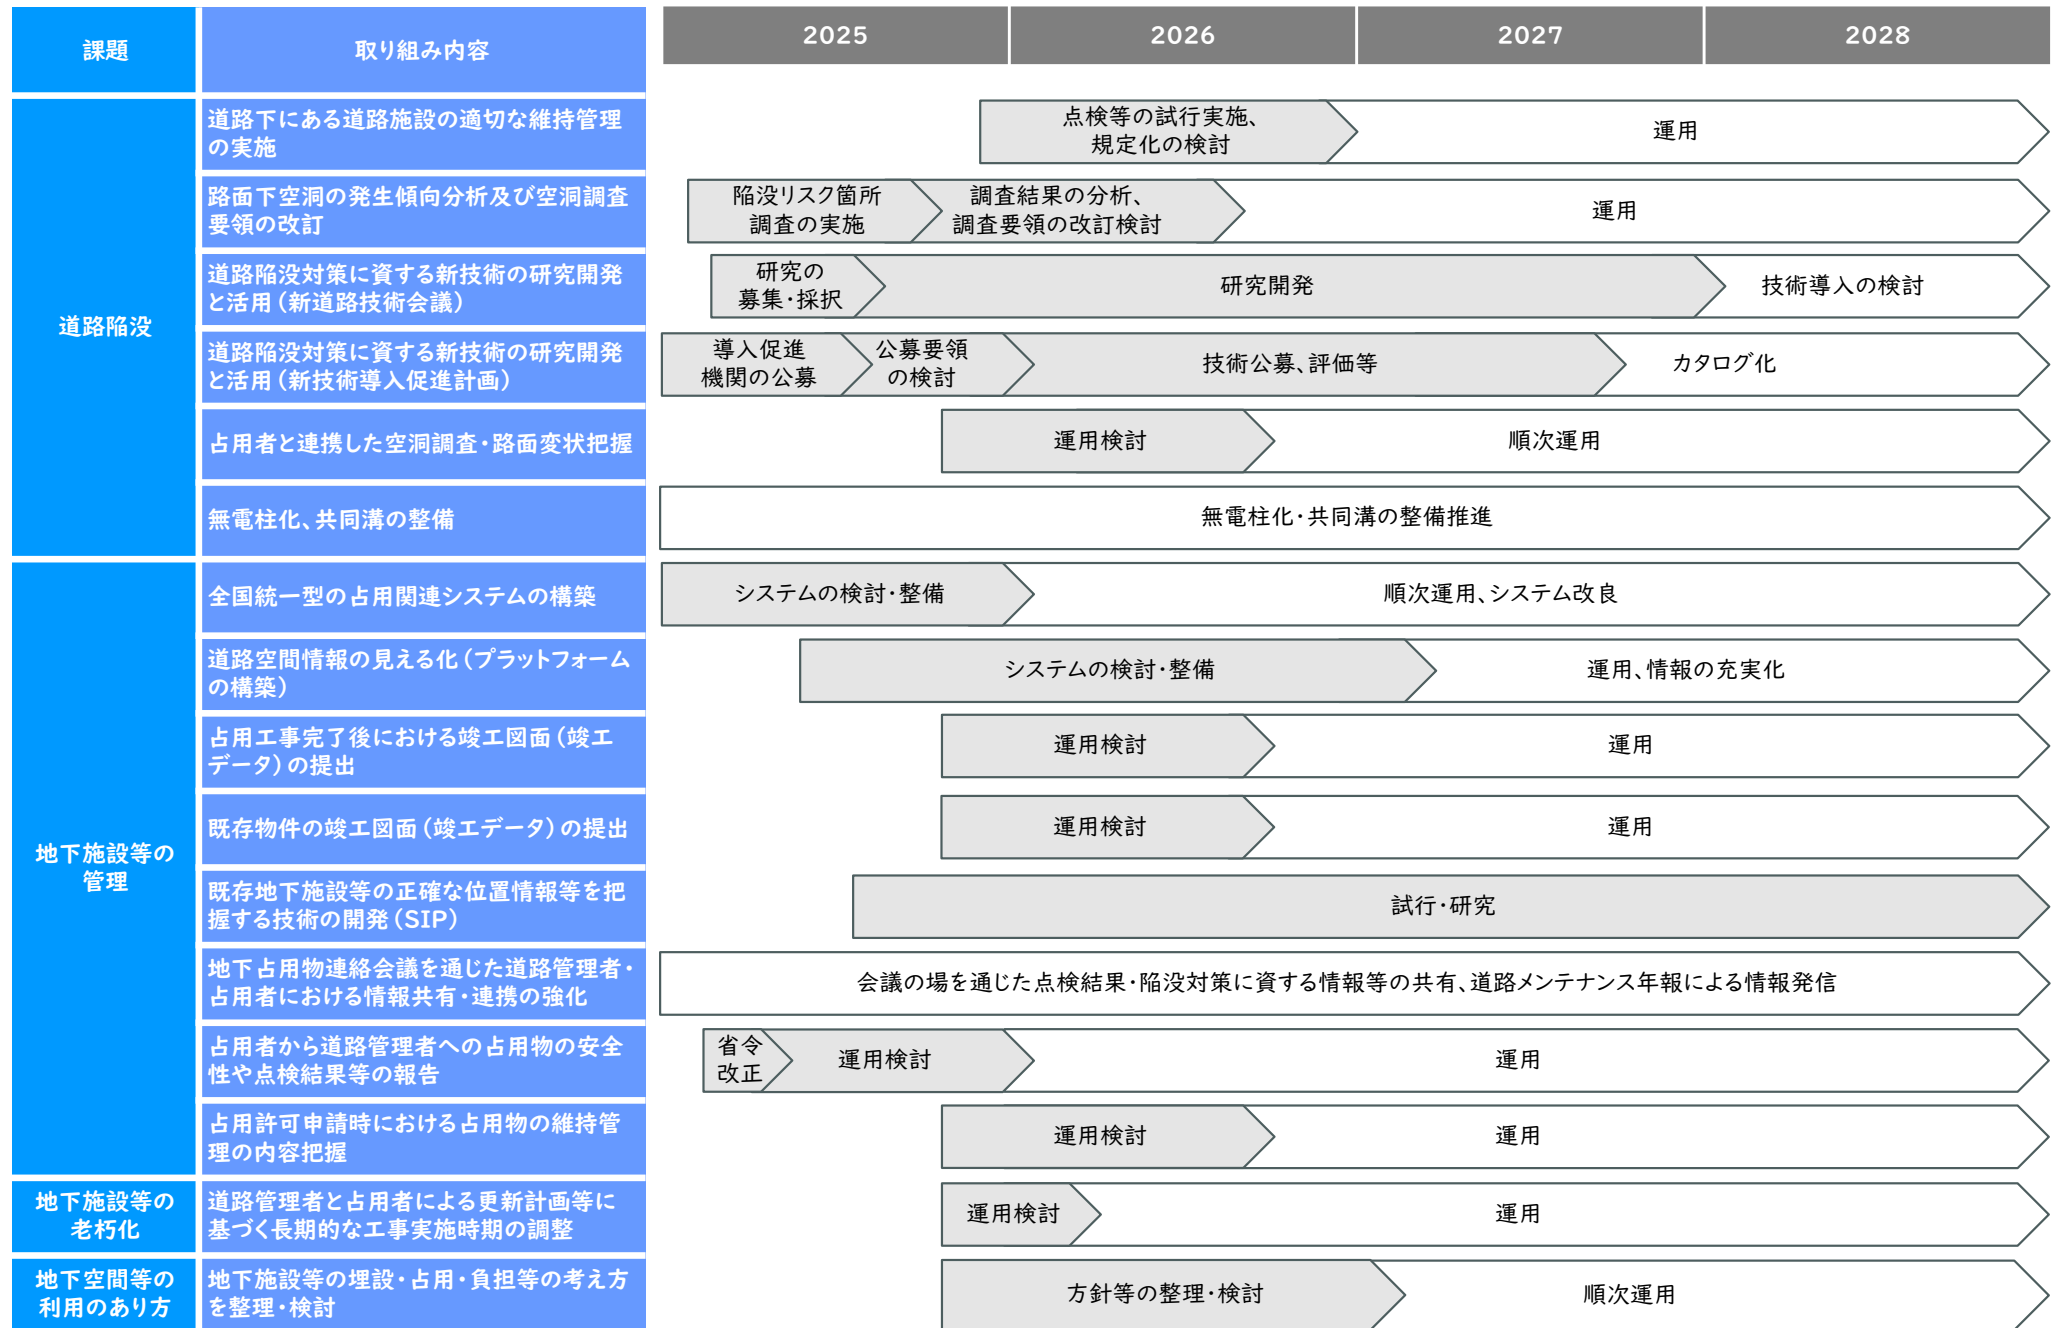 課題
取り組み内容
2025
2026
2027
2028
道路陥没
道路下にある道路施設の適切な維持管理
の実施
点検等の試行実施、
規定化の検討
運用
路面下空洞の発生傾向分析及び空洞調査
要領の改訂
陥没リスク箇所
調査の実施
調査結果の分析、
調査要領の改訂検討
運用
道路陥没対策に資する新技術の研究開発
と活用（新道路技術会議）
研究の
募集・採択
研究開発
技術導入の検討
道路陥没対策に資する新技術の研究開発
と活用（新技術導入促進計画）
導入促進
機関の公募
公募要領
の検討
技術公募、評価等
カタログ化
占用者と連携した空洞調査・路面変状把握
運用検討
順次運用
無電柱化、共同溝の整備
無電柱化・共同溝の整備推進
地下施設等の
管理
全国統一型の占用関連システムの構築
システムの検討・整備
順次運用、システム改良
道路空間情報の見える化（プラットフォーム
の構築）
システムの検討・整備
運用、情報の充実化
占用工事完了後における竣工図面（竣工
データ）の提出
運用検討
運用
既存物件の竣工図面（竣工データ）の提出
運用検討
運用
既存地下施設等の正確な位置情報等を把
握する技術の開発（SIP）
試行・研究
地下占用物連絡会議を通じた道路管理者・
占用者における情報共有・連携の強化
会議の場を通じた点検結果・陥没対策に資する情報等の共有、道路メンテナンス年報による情報発信
占用者から道路管理者への占用物の安全
性や点検結果等の報告
省令
改正
運用検討
運用
占用許可申請時における占用物の維持管
理の内容把握
運用検討
運用
地下施設等の
老朽化
道路管理者と占用者による更新計画等に
基づく長期的な工事実施時期の調整
運用検討
運用
地下空間等の
利用のあり方
地下施設等の埋設・占用・負担等の考え方
を整理・検討
方針等の整理・検討
順次運用